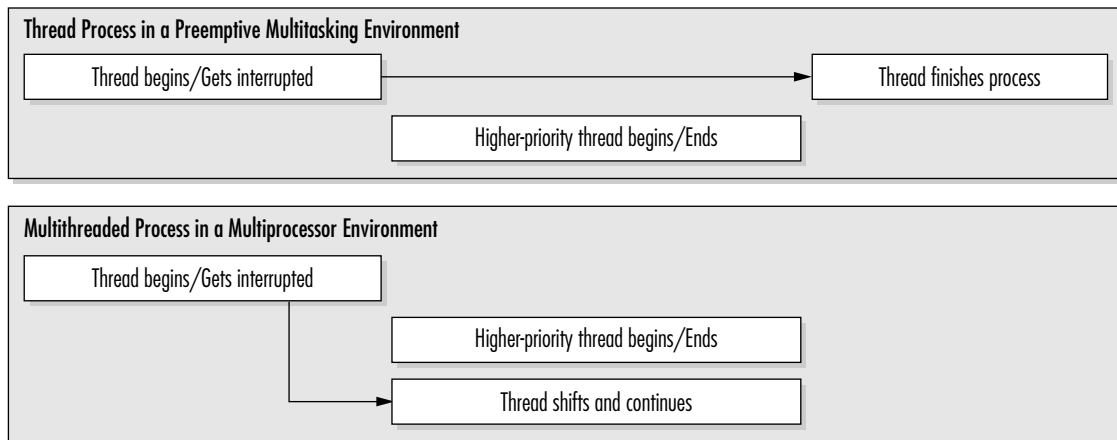 Thread Process in a Preemptive Multitasking Environment
Thread begins/Gets interrupted
Thread finishes process
Higher-priority thread begins/Ends
Multithreaded Process in a Multiprocessor Environment
Thread begins/Gets interrupted
Higher-priority thread begins/Ends
Thread shifts and continues